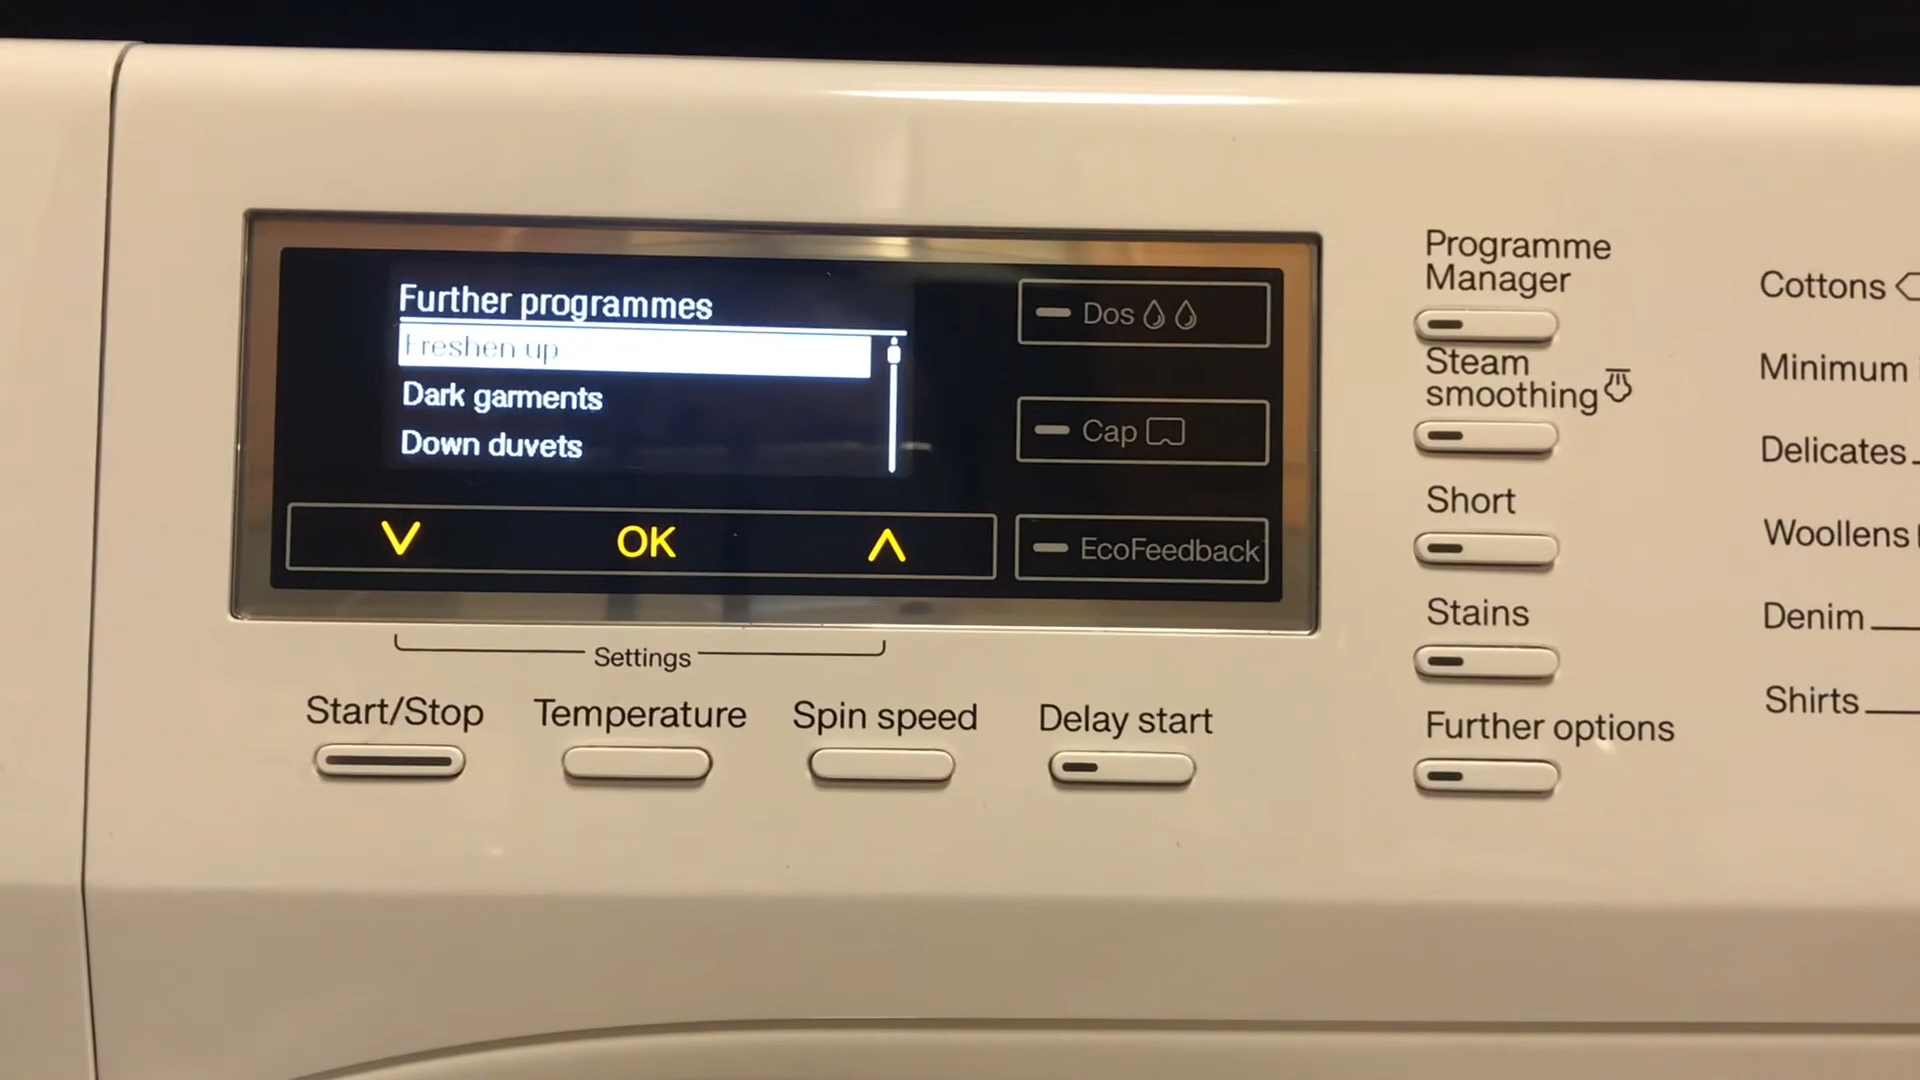 Further programmes
Freshen up
Dark garments
Down duvets
OK
Dos
Cap
EcoFeedback
Settings
Start/Stop
Temperature
Spin speed
Delay start
Programme
Manager
Steam
smoothing
Short
Stains
Further options
Cottons
Minimum
Delicates
Woollens
Denim
Shirts